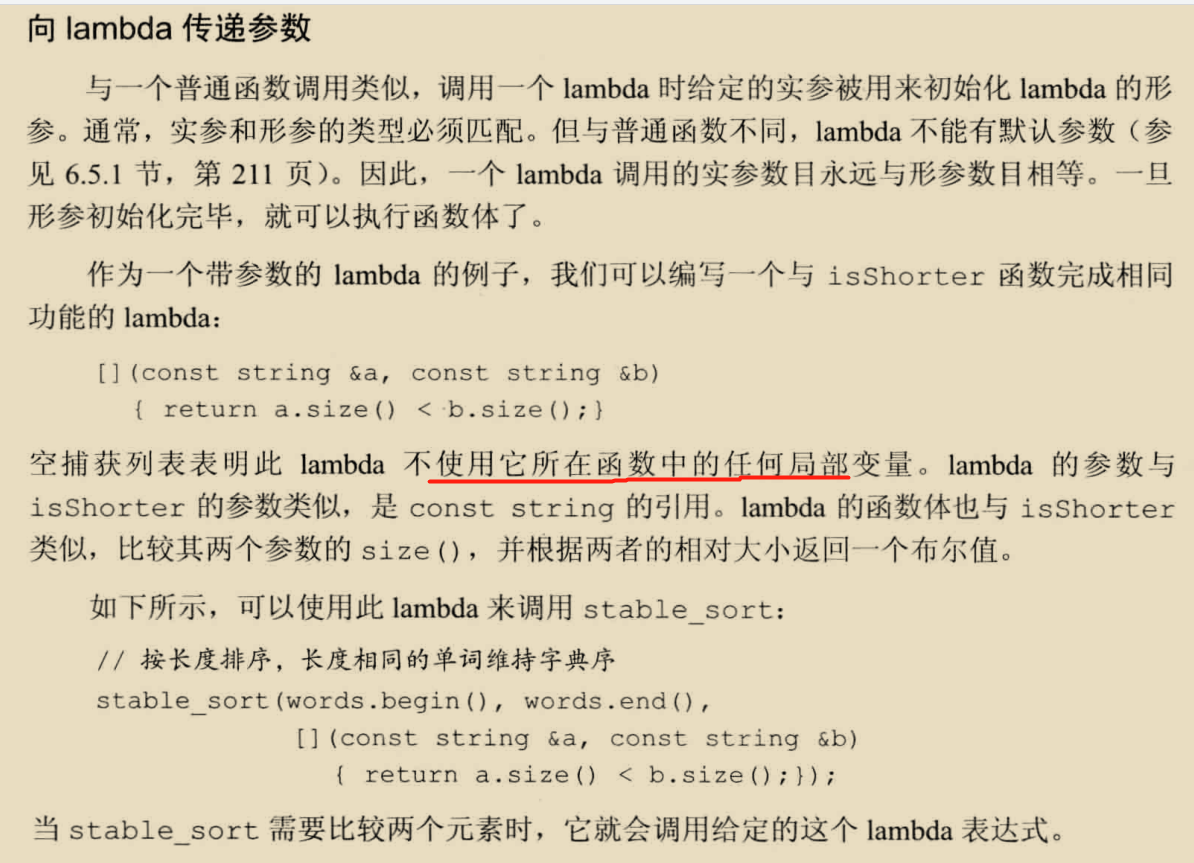 向 lambda 传递参数
与一个普通函数调用类似，调用一个 lambda 时给定的实参被用来初始化 lambda 的形
参。通常，实参和形参的类型必须匹配。但与普通函数不同，lambda 不能有默认参数（参
见 6.5.1 节，第 211 页）。因此，一个 lambda 调用的实参数目永远与形参数目相等。一旦
形参初始化完毕，就可以执行函数体了。
作为一个带参数的 lambda 的例子，我们可以编写一个与 isShorter 函数完成相同
功能的 lambda：
[](const string &a, const string &b)
{ return a.size() < b.size();}
空捕获列表表明此 lambda 不使用它所在函数中的任何局部变量。lambda 的参数与
isShorter 的参数类似，是 const string 的引用。lambda 的函数体也与 isShorter
类似，比较其两个参数的 size()，并根据两者的相对大小返回一个布尔值。
如下所示，可以使用此 lambda 来调用 stable_sort：
// 按长度排序，长度相同的单词维持字典序
stable_sort(words.begin(), words.end(),
[](const string &a, const string &b)
{ return a.size() < b.size();});
当 stable_sort 需要比较两个元素时，它就会调用给定的这个 lambda 表达式。